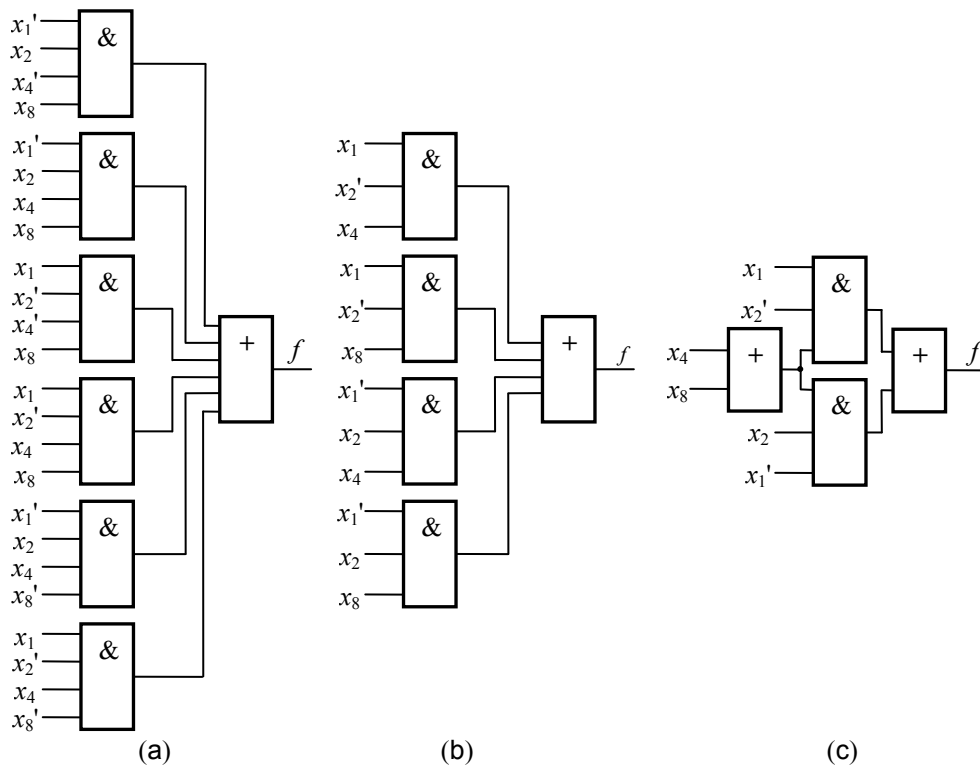 x₁'
x₂
x₄'
x₈
&
x₁'
x₂
x₄
x₈
&
x₁
x₂'
x₄'
x₈
&
x₁
x₂'
x₄
x₈
&
x₁'
x₂
x₄
x₈'
&
x₁
x₂'
x₄
x₈'
&
+
f
(a)
x₁
x₂'
x₄
&
x₁
x₂'
x₈
&
x₁'
x₂
x₄
&
x₁'
x₂
x₈
&
+
f
(b)
x₁
x₂'
&
x₄
x₈
+
x₂
x₁'
&
+
f
(c)